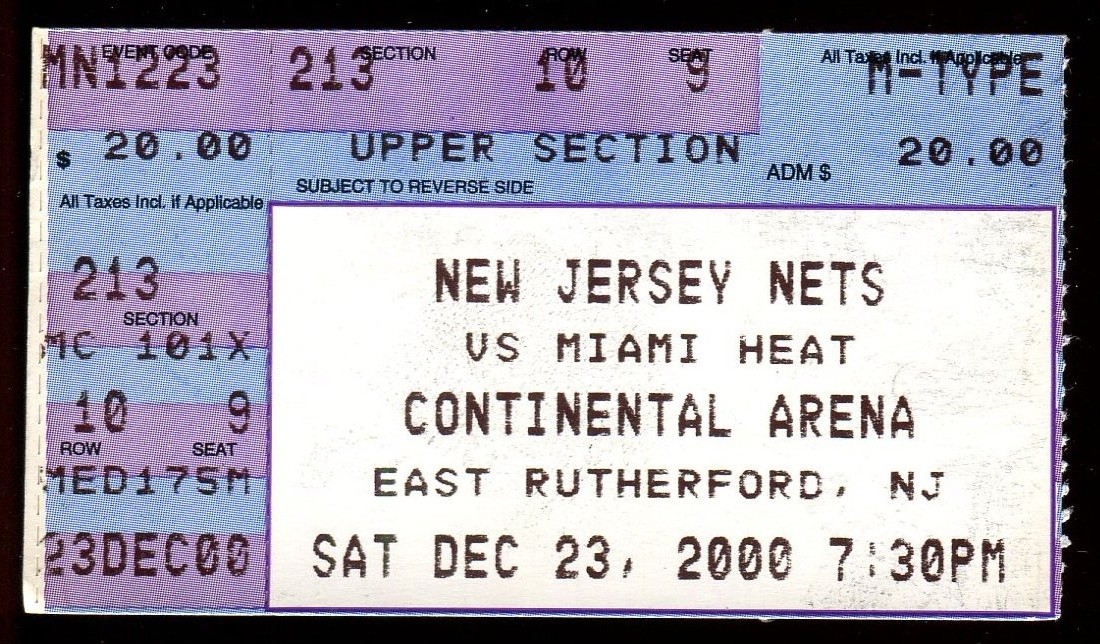 EVENT CODE SECTION ROW SEAT All Taxes Incl. If Applicable
MN1223 213 10 9 M-TYPE
$ 20.00 UPPER SECTION ADM $ 20.00
SUBJECT TO REVERSE SIDE
All Taxes Incl. if Applicable
213
SECTION
MC 101X
10 9
ROW SEAT
MED175M
23DEC00
NEW JERSEY NETS
VS MIAMI HEAT
CONTINENTAL ARENA
EAST RUTHERFORD, NJ
SAT DEC 23, 2000 7:30PM